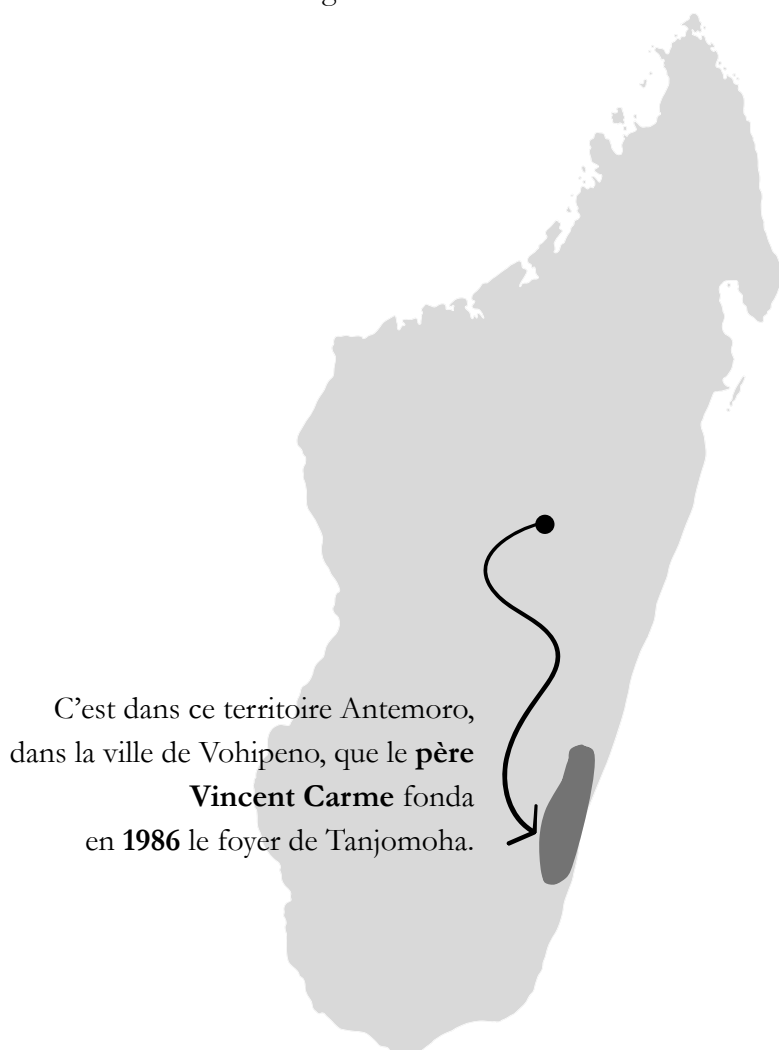 C’est dans ce territoire Antemoro,
dans la ville de Vohipeno, que le père
Vincent Carme fonda
en 1986 le foyer de Tanjomoha.